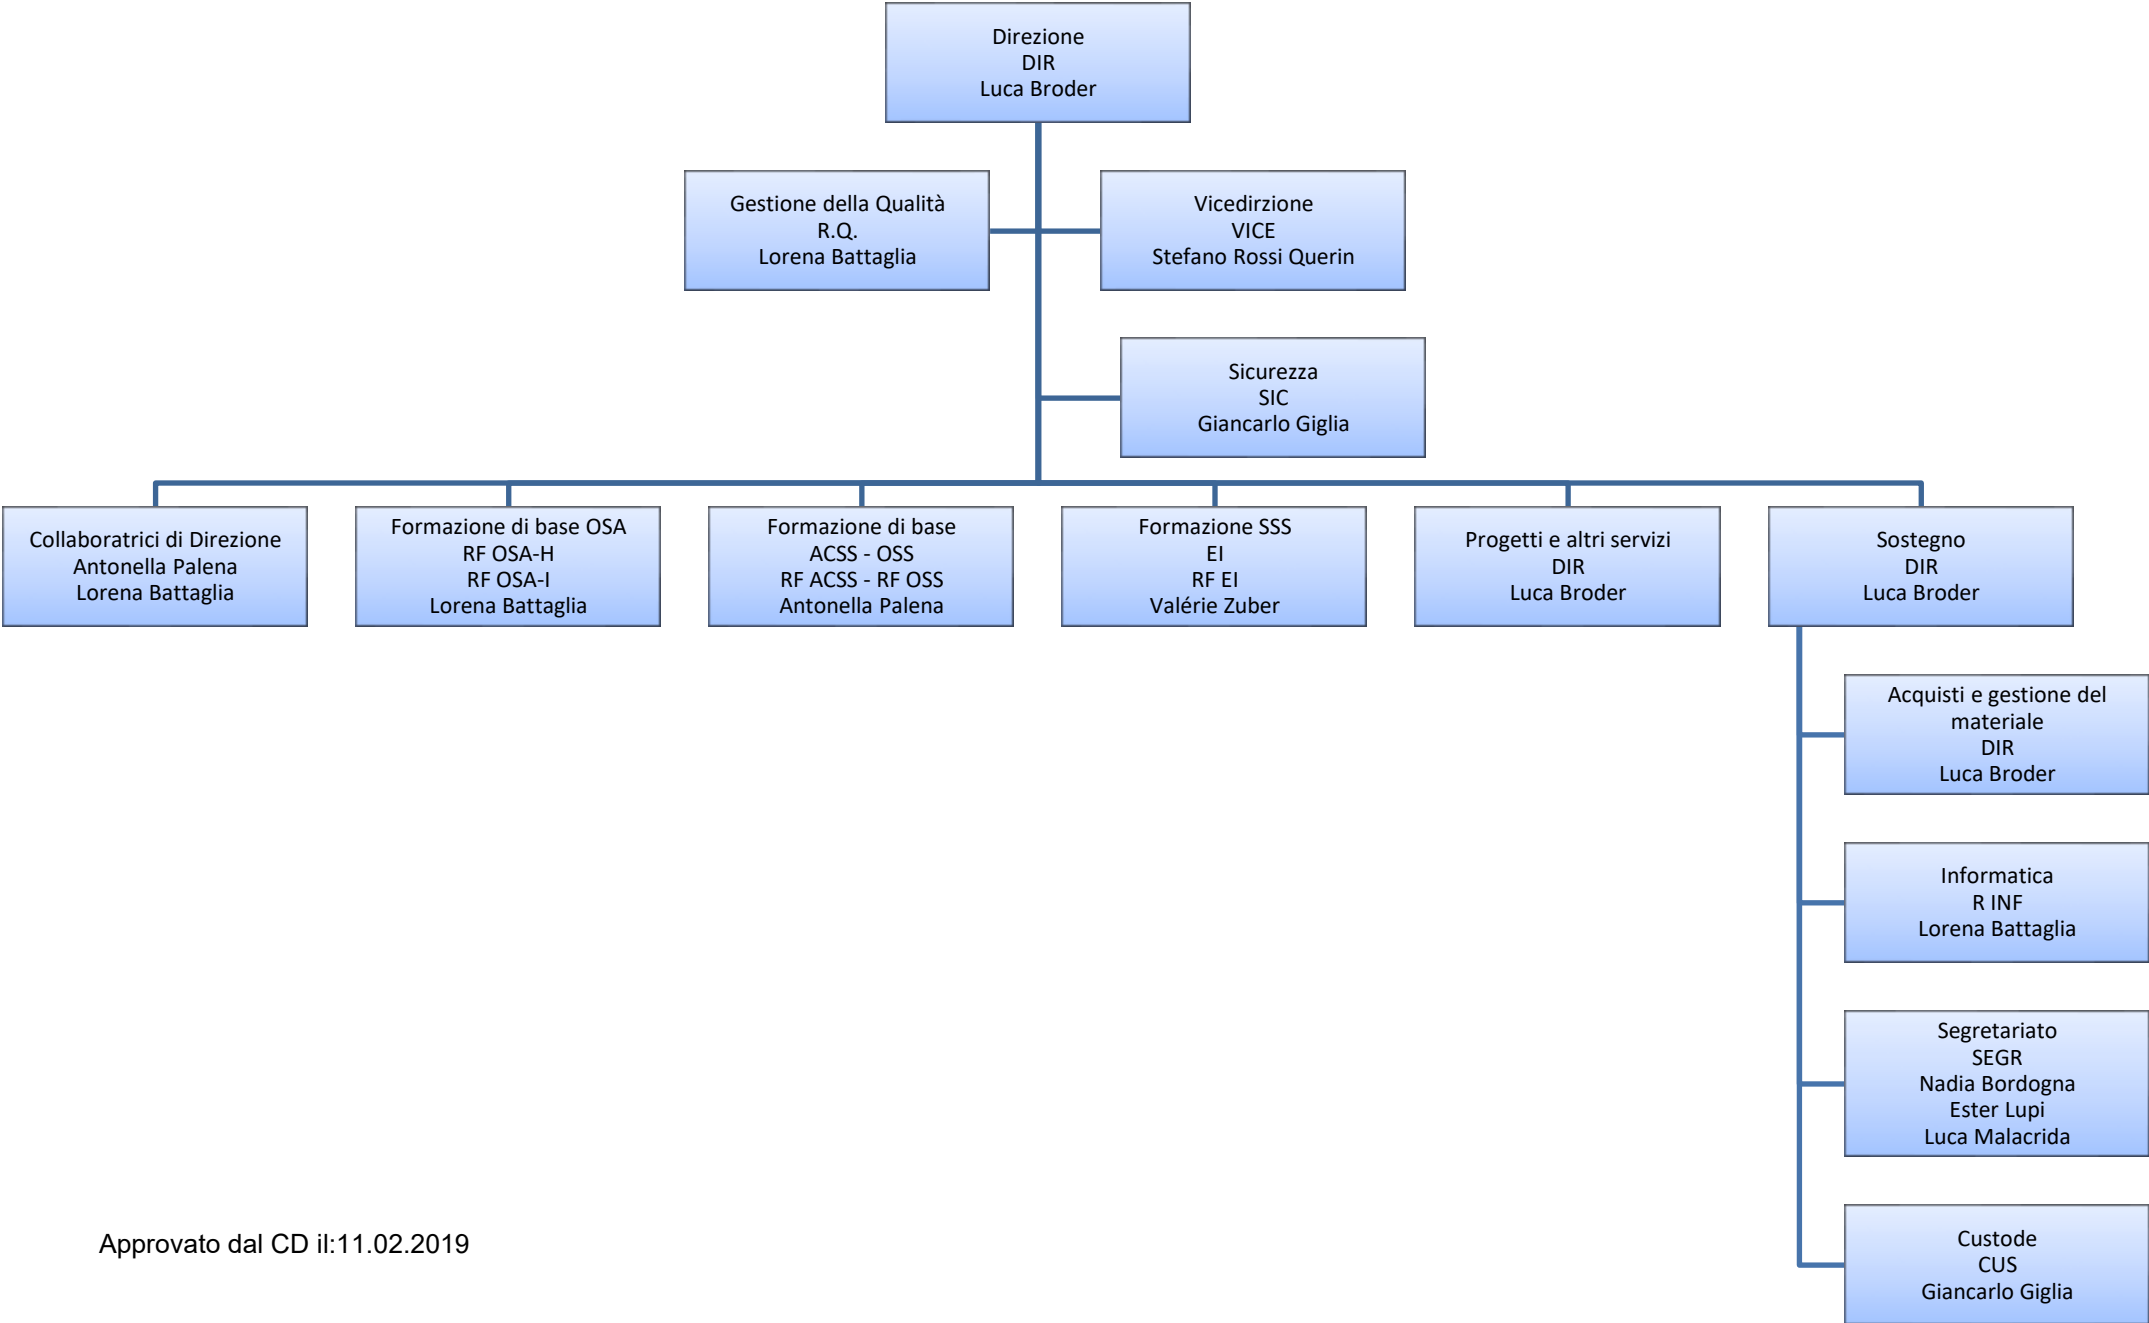 Direzione
DIR
Luca Broder
Gestione della Qualità
R.Q.
Lorena Battaglia
Vicedirzione
VICE
Stefano Rossi Querin
Sicurezza
SIC
Giancarlo Giglia
Collaboratrici di Direzione
Antonella Palena
Lorena Battaglia
Formazione di base OSA
RF OSA-H
RF OSA-I
Lorena Battaglia
Formazione di base
ACSS - OSS
RF ACSS - RF OSS
Antonella Palena
Formazione SSS
EI
RF EI
Valérie Zuber
Progetti e altri servizi
DIR
Luca Broder
Sostegno
DIR
Luca Broder
Acquisti e gestione del
materiale
DIR
Luca Broder
Informatica
R INF
Lorena Battaglia
Segretariato
SEGR
Nadia Bordogna
Ester Lupi
Luca Malacrida
Custode
CUS
Giancarlo Giglia
Approvato dal CD il:11.02.2019